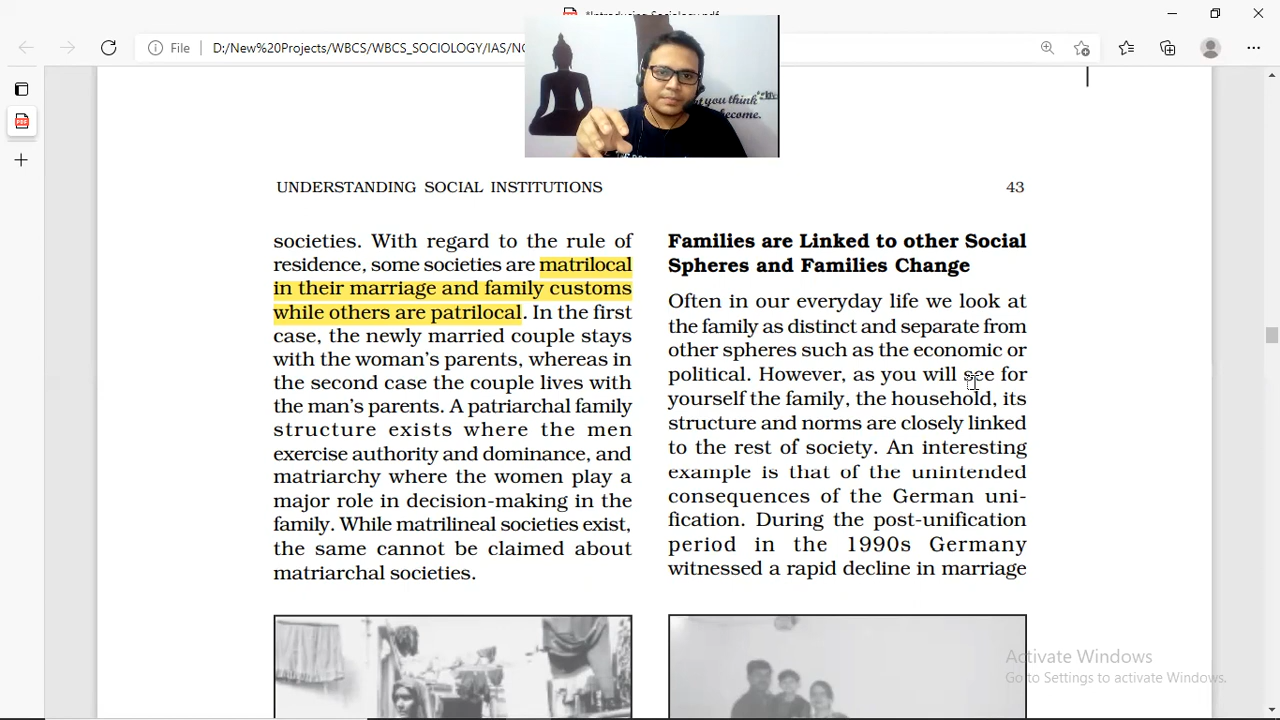 File
D:/New%20Projects/WBCS/WBCS_SOCIOLOGY/IAS/NC
you think
become.
UNDERSTANDING SOCIAL INSTITUTIONS
43
societies. With regard to the rule of
residence, some societies are matrilocal
in their marriage and family customs
while others are patrilocal. In the first
case, the newly married couple stays
with the woman's parents, whereas in
the second case the couple lives with
the man's parents. A patriarchal family
structure exists where the men
exercise authority and dominance, and
matriarchy where the women play a
major role in decision-making in the
family. While matrilineal societies exist,
the same cannot be claimed about
matriarchal societies.
Families are Linked to other Social
Spheres and Families Change
Often in our everyday life we look at
the family as distinct and separate from
other spheres such as the economic or
political. However, as you will see for
yourself the family, the household, its
structure and norms are closely linked
to the rest of society. An interesting
example is that of the unintended
consequences of the German uni-
fication. During the post-unification
period in the 1990s Germany
witnessed a rapid decline in marriage
Activate Windows
Go to Settings to activate Windows.